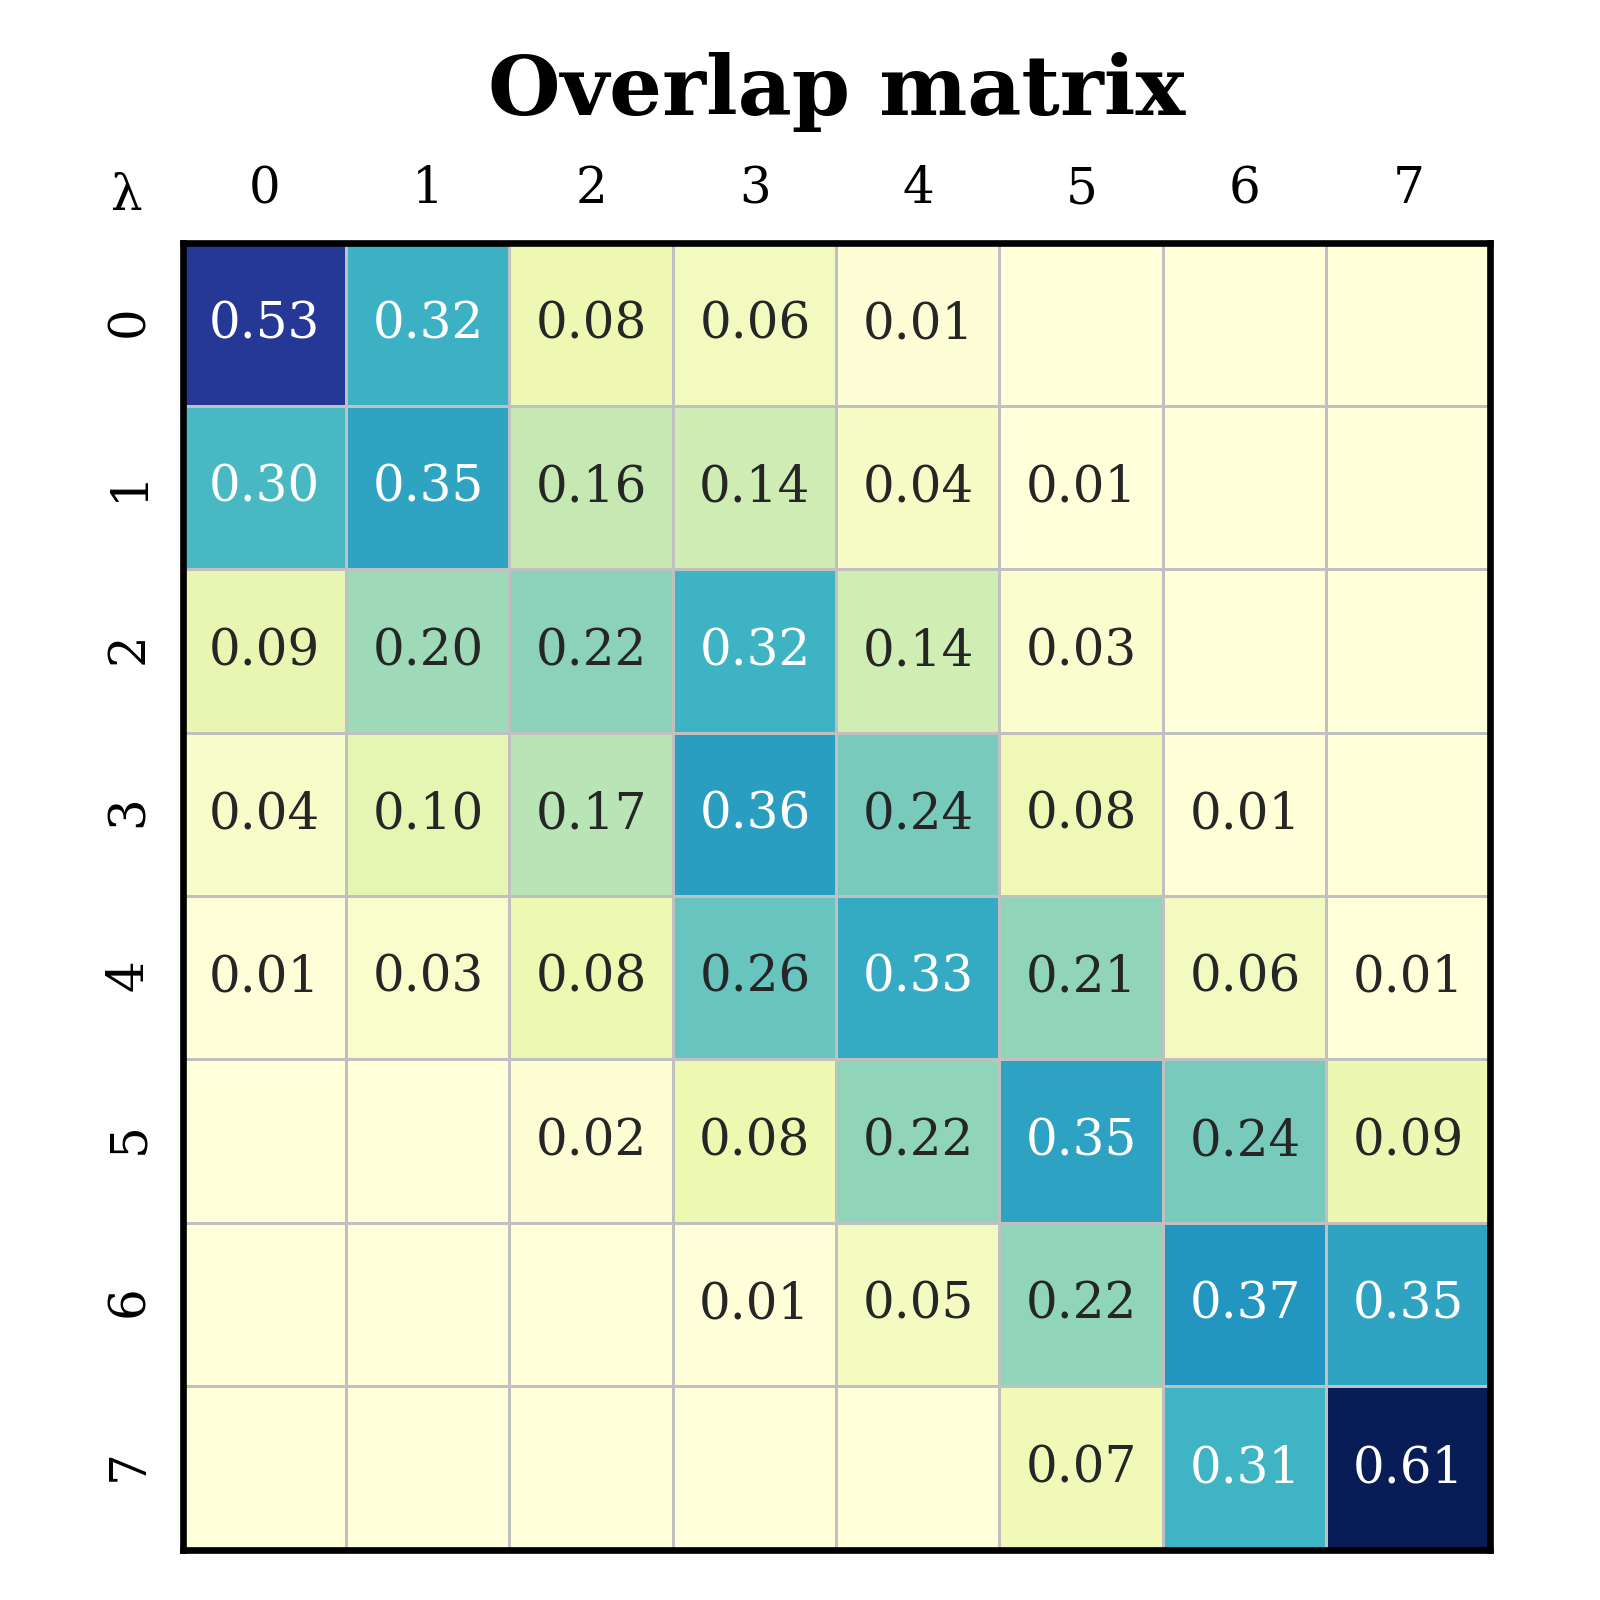 Overlap matrix
λ 0 1 2 3 4 5 6 7
0 0.53 0.32 0.08 0.06 0.01
1 0.30 0.35 0.16 0.14 0.04 0.01
2 0.09 0.20 0.22 0.32 0.14 0.03
3 0.04 0.10 0.17 0.36 0.24 0.08 0.01
4 0.01 0.03 0.08 0.26 0.33 0.21 0.06 0.01
5 0.02 0.08 0.22 0.35 0.24 0.09
6 0.01 0.05 0.22 0.37 0.35
7 0.07 0.31 0.61